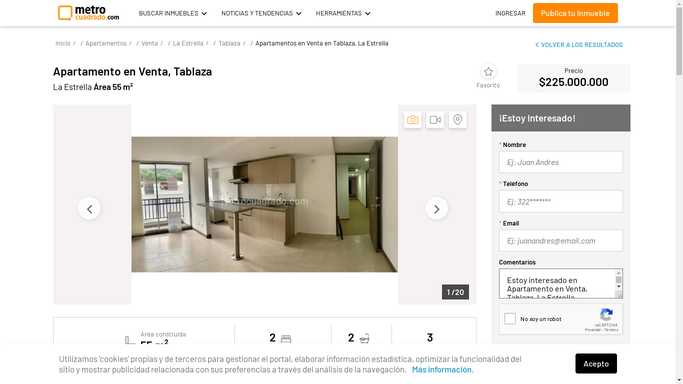 metro
cuadrado.com
BUSCAR INMUEBLES
NOTICIAS Y TENDENCIAS
HERRAMIENTAS
INGRESAR
Publica tu Inmueble
Inicio / / Apartamentos / / Venta / / La Estrella / / Tablaza / / Apartamentos en Venta en Tablaza, La Estrella
VOLVER A LOS RESULTADOS
Apartamento en Venta, Tablaza
La Estrella Área 55 m²
Favorito
Precio
$225.000.000
¡Estoy Interesado!
* Nombre
Ej: Juan Andres
* Telefono
Ej: 322*******
* Email
Ej: juanandres@email.com
Comentarios
Estoy interesado en
Apartamento en Venta,
Tablaza, La Estrella
No soy un robot
reCAPTCHA
Privacidad - Términos
1 / 20
Área construida
55 m²
2
2
3
Utilizamos 'cookies' propias y de terceros para gestionar el portal, elaborar información estadística, optimizar la funcionalidad del
sitio y mostrar publicidad relacionada con sus preferencias a través del análisis de la navegación. Más información.
Acepto